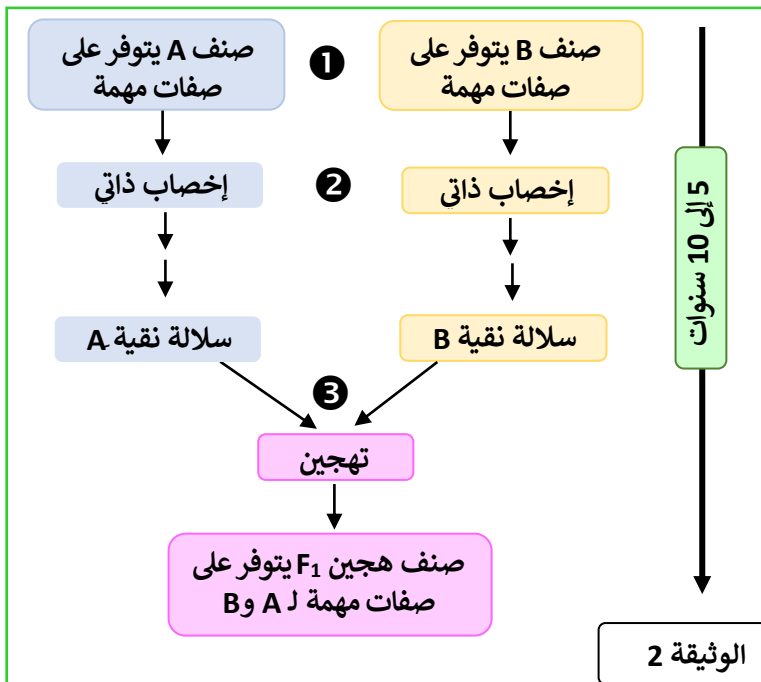 صنف A يتوفر على
صفات مهمة
❶
صنف B يتوفر على
صفات مهمة
إخصاب ذاتي
❷
إخصاب ذاتي
5 إلى 10 سنوات
سلالة نقية A
سلالة نقية B
❸
تهجين
صنف هجين F₁ يتوفر على
صفات مهمة لـ A وB
الوثيقة 2